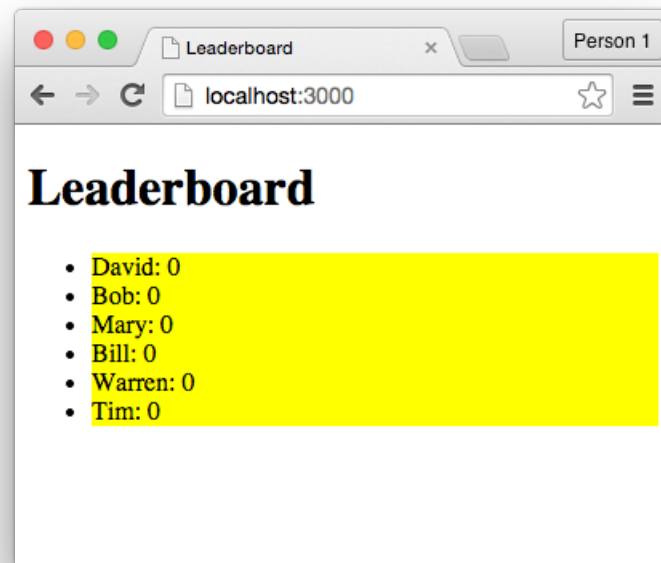 Leaderboard
Person 1
localhost:3000
Leaderboard
David: 0
Bob: 0
Mary: 0
Bill: 0
Warren: 0
Tim: 0